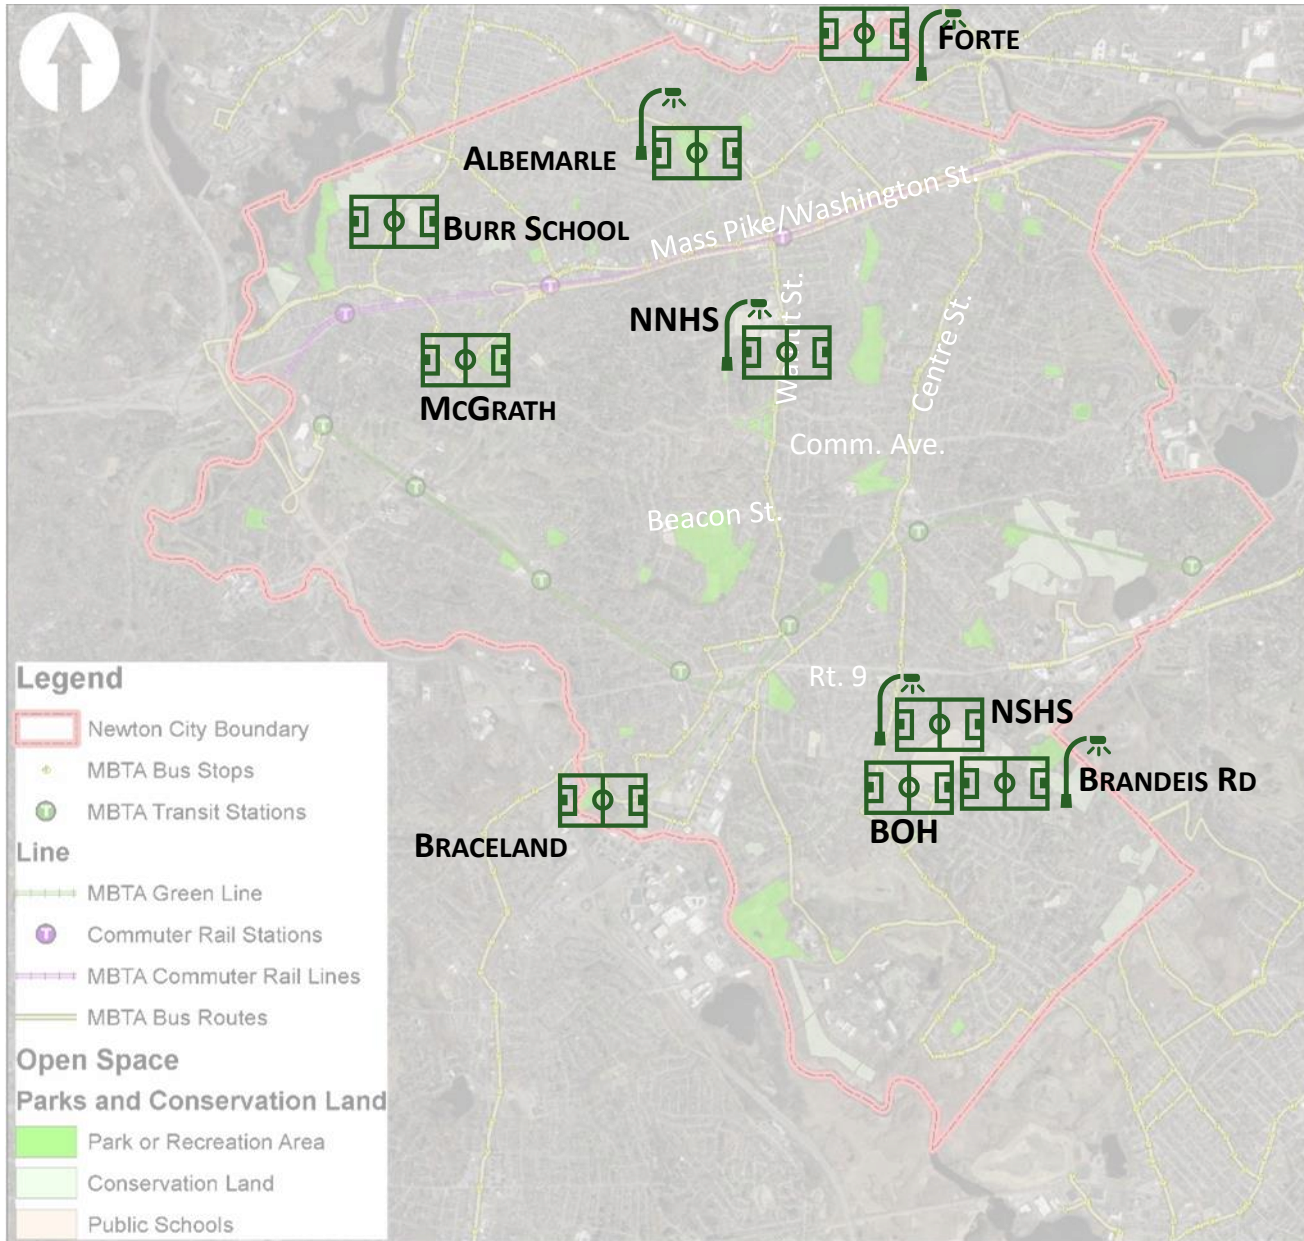 FORTE
ALBEMARLE
BURR SCHOOL
Mass Pike/Washington St.
NNHS
Walnut St.
Centre St.
MCGRATH
Comm. Ave.
Beacon St.
Rt. 9
NSHS
BRANDEIS RD
BOH
BRACELAND
Legend
Newton City Boundary
MBTA Bus Stops
T MBTA Transit Stations
Line
MBTA Green Line
T Commuter Rail Stations
MBTA Commuter Rail Lines
MBTA Bus Routes
Open Space
Parks and Conservation Land
Park or Recreation Area
Conservation Land
Public Schools